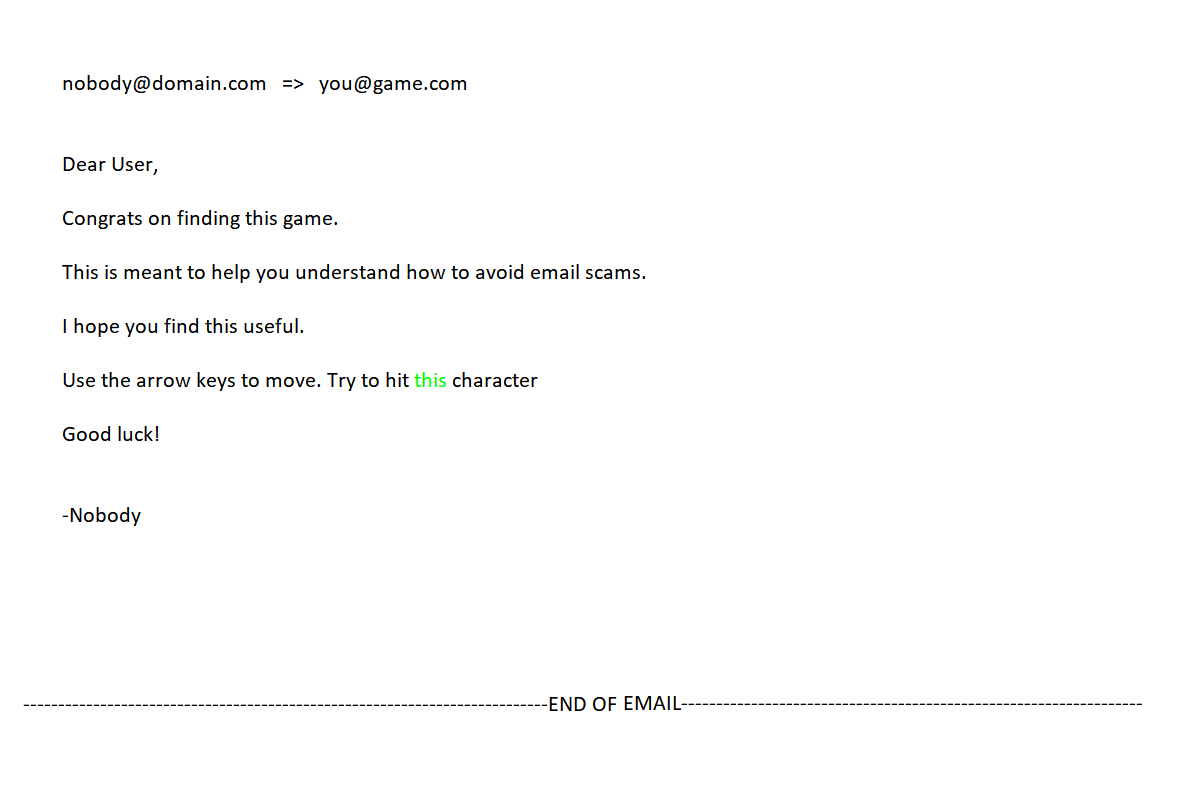 nobody@domain.com => you@game.com
Dear User,
Congrats on finding this game.
This is meant to help you understand how to avoid email scams.
I hope you find this useful.
Use the arrow keys to move. Try to hit this character
Good luck!
-Nobody
---------------------------------------------------------------------------END OF EMAIL------------------------------------------------------------------